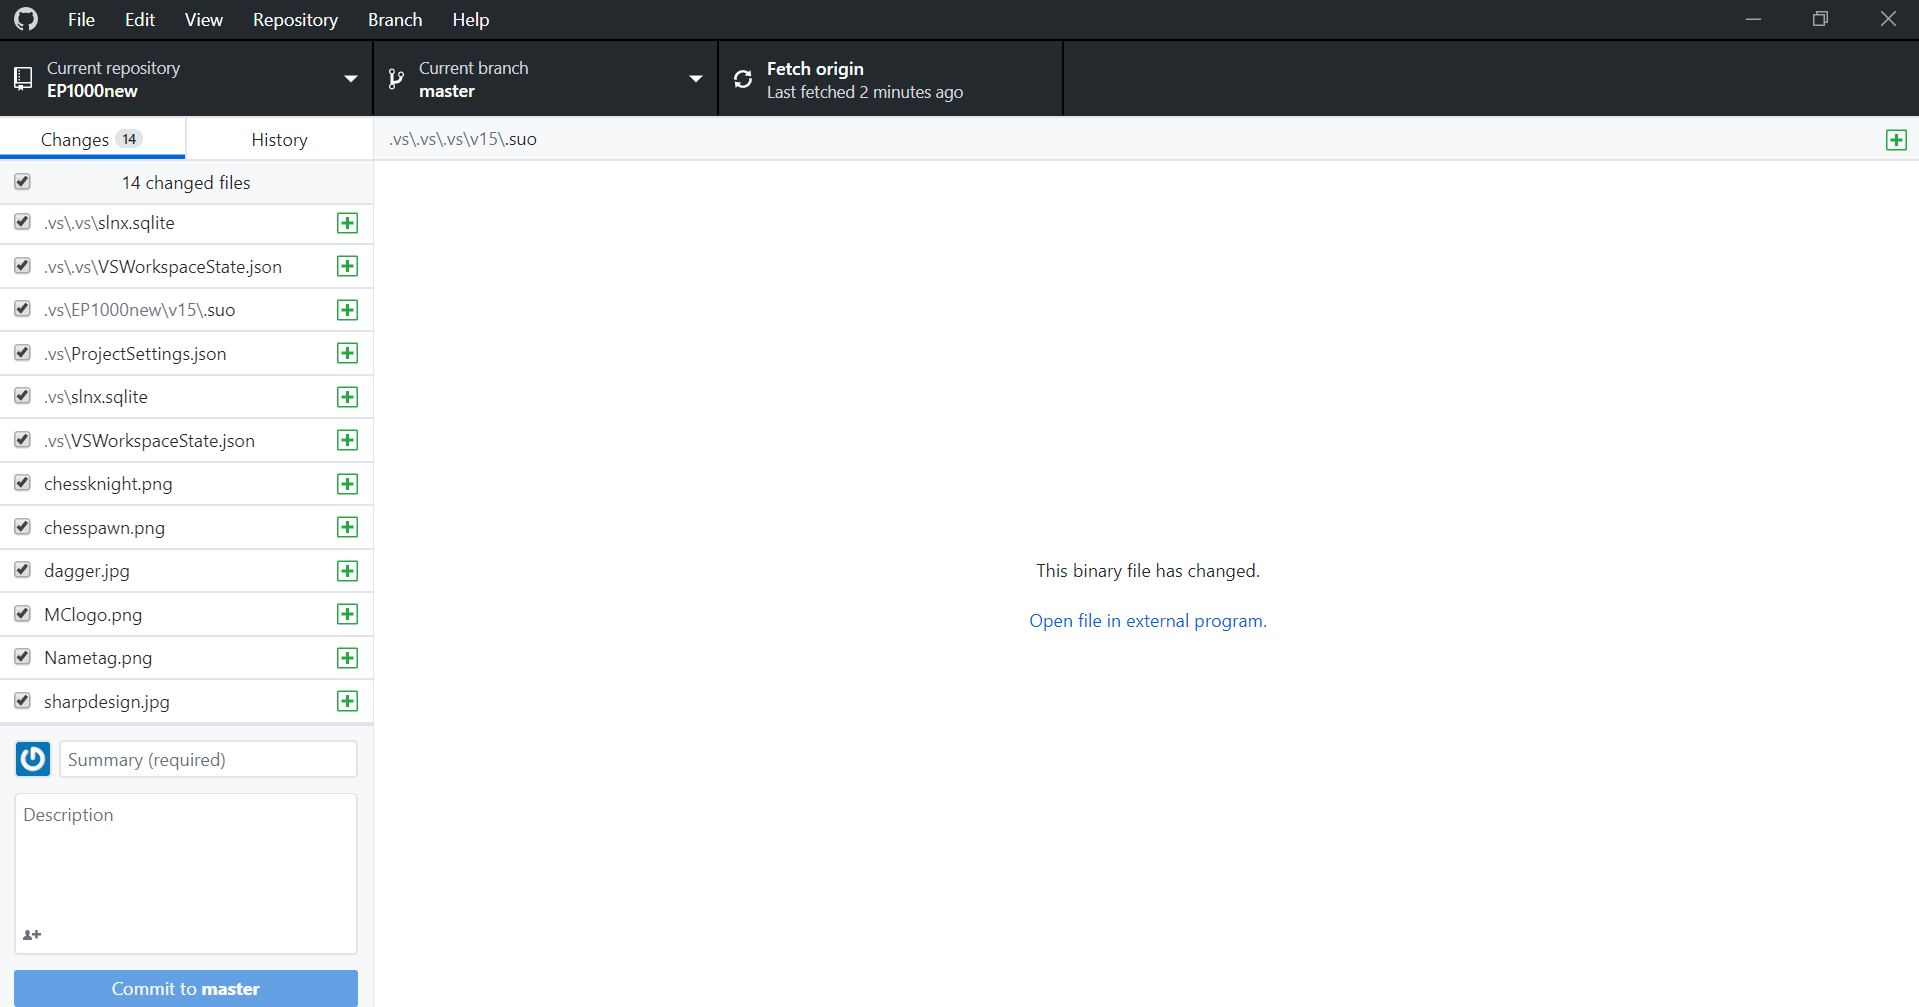 File Edit View Repository Branch Help
Current repository
EP1000new
Current branch
master
Fetch origin
Last fetched 2 minutes ago
Changes 14
History
.vs\.vs\.vs\v15\.suo
14 changed files
.vs\.vs\slnx.sqlite
.vs\.vs\VSWorkspaceState.json
.vs\EP1000new\v15\.suo
.vs\ProjectSettings.json
.vs\slnx.sqlite
.vs\VSWorkspaceState.json
chessknight.png
chesspawn.png
dagger.jpg
MClogo.png
Nametag.png
sharpdesign.jpg
This binary file has changed.
Open file in external program.
Summary (required)
Description
Commit to master